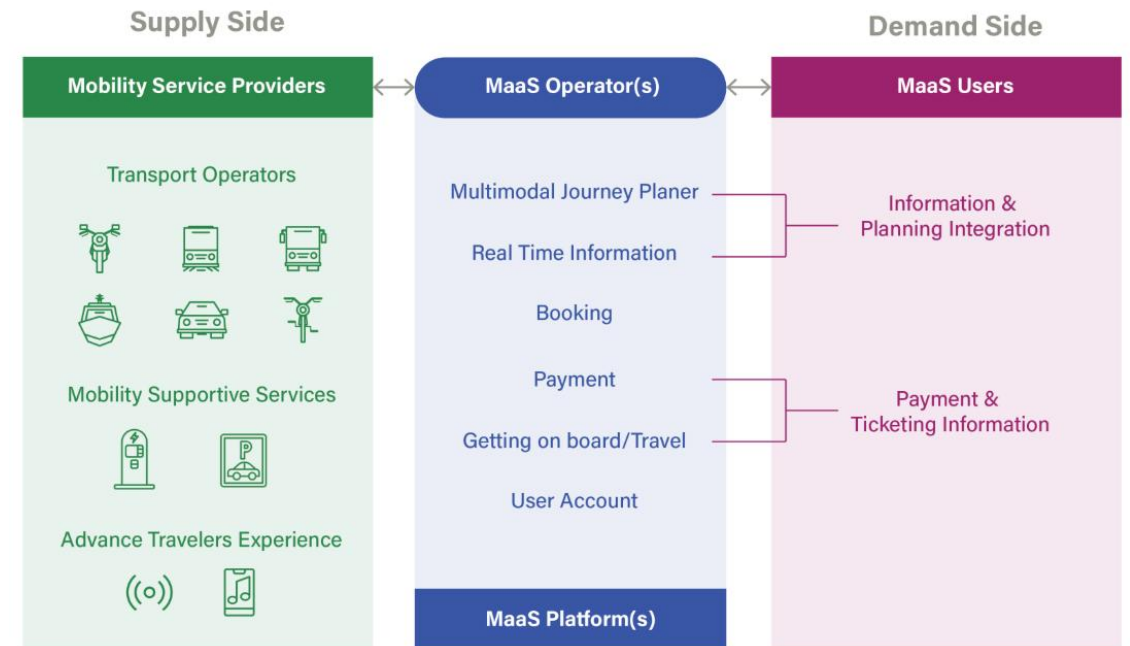 Supply Side
Demand Side
Mobility Service Providers
MaaS Operator(s)
MaaS Users
Transport Operators
Mobility Supportive Services
P
Advance Travelers Experience
Multimodal Journey Planer
Real Time Information
Booking
Payment
Getting on board/Travel
User Account
MaaS Platform(s)
Information &
Planning Integration
Payment &
Ticketing Information